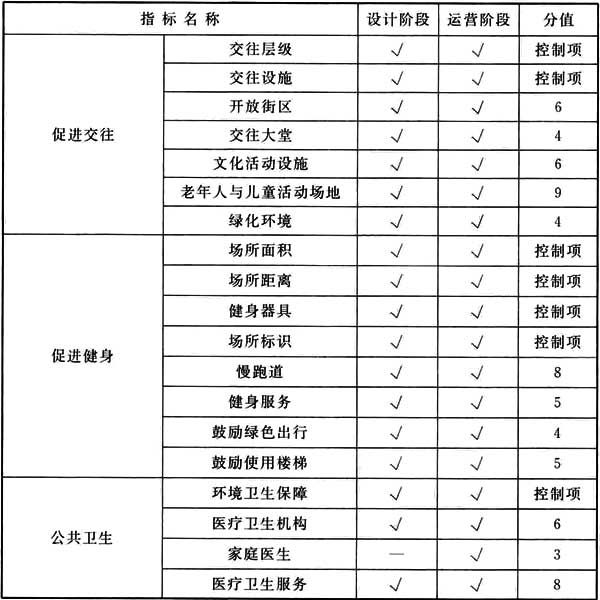 指标名称 设计阶段 运营阶段 分值
促进交往 交往层级 √ √ 控制项
交往设施 √ √ 控制项
开放街区 √ √ 6
交往大堂 √ √ 4
文化活动设施 √ √ 6
老年人与儿童活动场地 √ √ 9
绿化环境 √ √ 4
促进健身 场所面积 √ √ 控制项
场所距离 √ √ 控制项
健身器具 √ √ 控制项
场所标识 √ √ 控制项
慢跑道 √ √ 8
健身服务 √ √ 5
鼓励绿色出行 √ √ 4
鼓励使用楼梯 √ √ 5
公共卫生 环境卫生保障 √ √ 控制项
医疗卫生机构 √ √ 6
家庭医生 — √ 3
医疗卫生服务 √ √ 8